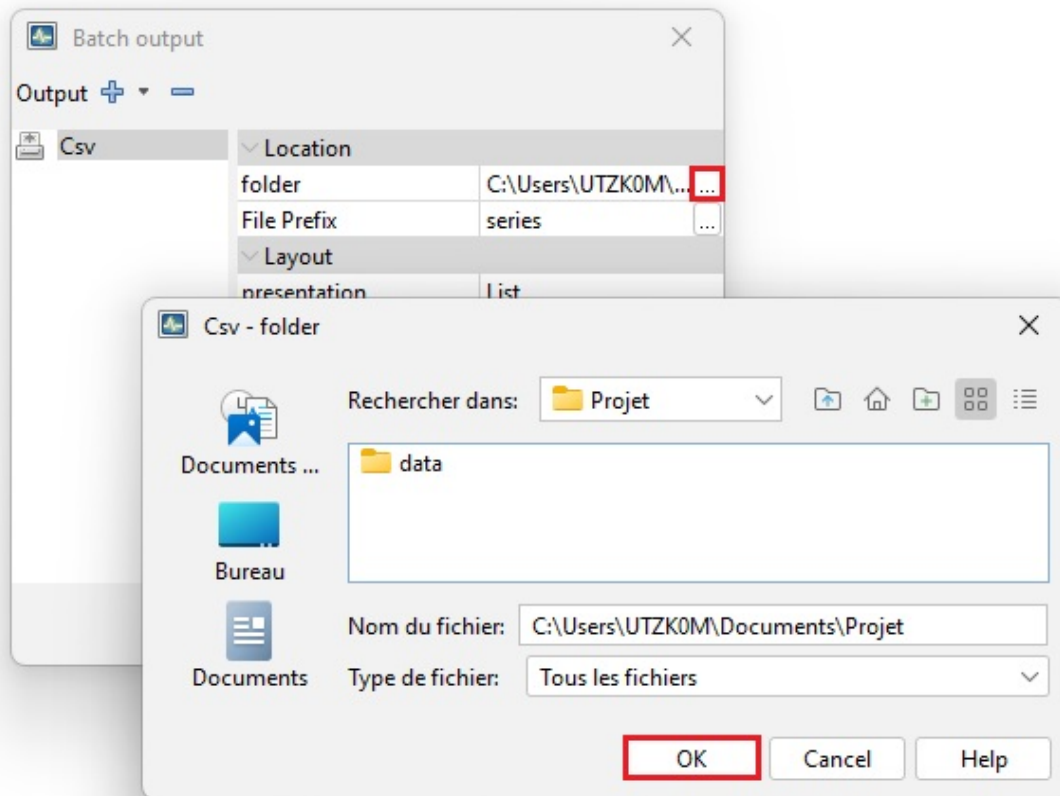 Batch output
Output
Csv
Location
folder C:\Users\UTZK0M\... ...
File Prefix series ...
Layout
presentation List
Csv - folder
Rechercher dans: Projet
Documents ...
data
Bureau
Nom du fichier: C:\Users\UTZK0M\Documents\Projet
Documents
Type de fichier: Tous les fichiers
OK Cancel Help